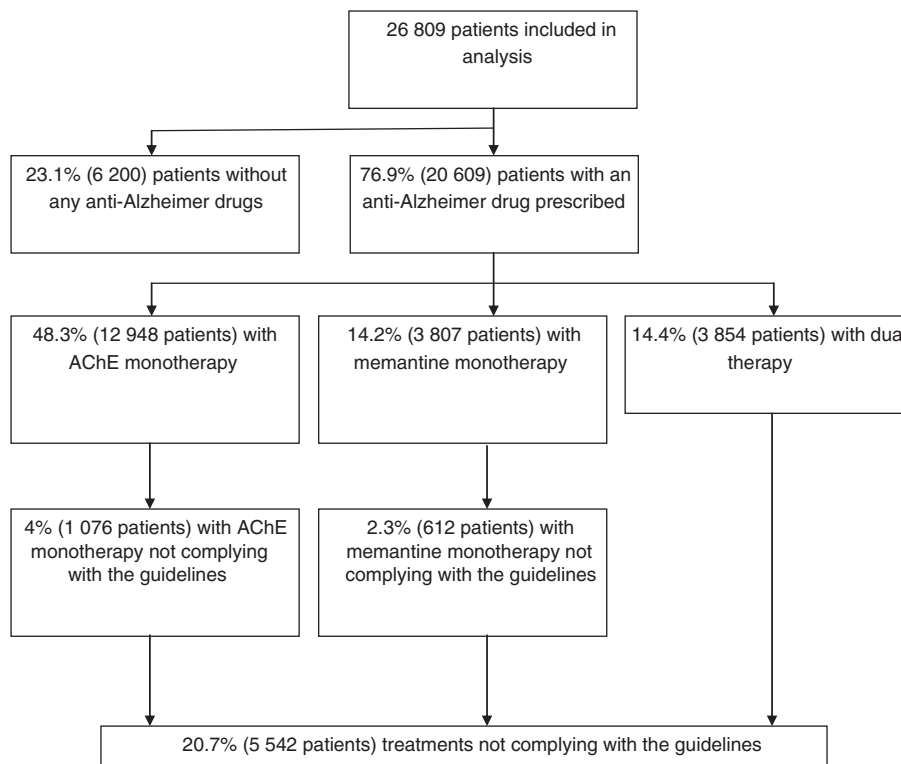 26 809 patients included in
analysis
23.1% (6 200) patients without
any anti-Alzheimer drugs
76.9% (20 609) patients with an
anti-Alzheimer drug prescribed
48.3% (12 948 patients) with
AChE monotherapy
14.2% (3 807 patients) with
memantine monotherapy
14.4% (3 854 patients) with dua
therapy
4% (1 076 patients) with AChE
monotherapy not complying
with the guidelines
2.3% (612 patients) with
memantine monotherapy not
complying with the guidelines
20.7% (5 542 patients) treatments not complying with the guidelines